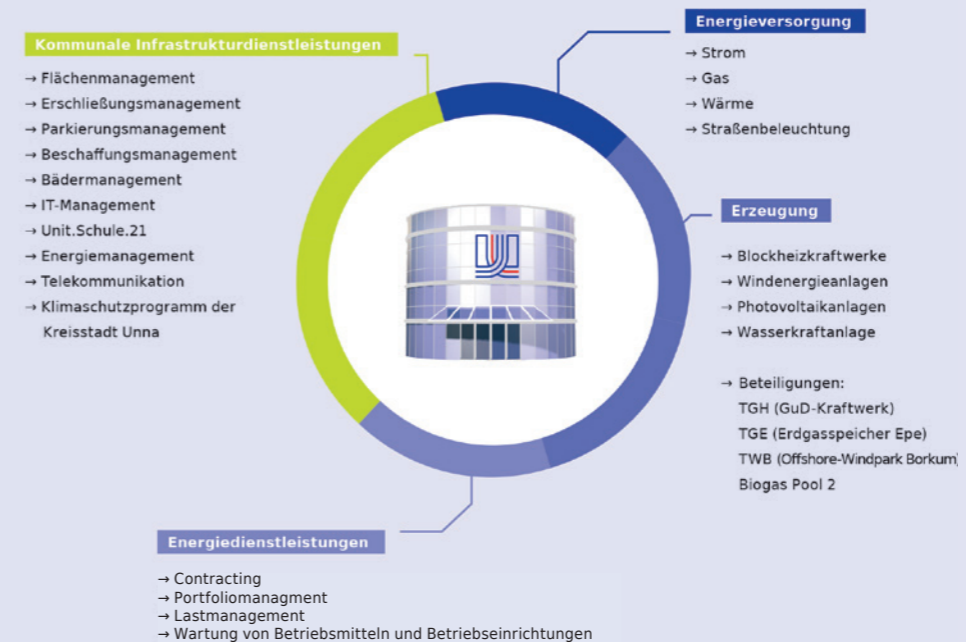 Kommunale Infrastrukturdienstleistungen
→ Flächenmanagement
→ Erschließungsmanagement
→ Parkierungsmanagement
→ Beschaffungsmanagement
→ Bädermanagement
→ IT-Management
→ Unit.Schule.21
→ Energiemanagement
→ Telekommunikation
→ Klimaschutzprogramm der
Kreisstadt Unna
Energieversorgung
→ Strom
→ Gas
→ Wärme
→ Straßenbeleuchtung
Erzeugung
→ Blockheizkraftwerke
→ Windenergieanlagen
→ Photovoltaikanlagen
→ Wasserkraftanlage
→ Beteiligungen:
TGH (GuD-Kraftwerk)
TGE (Erdgasspeicher Epe)
TWB (Offshore-Windpark Borkum)
Biogas Pool 2
Energiedienstleistungen
→ Contracting
→ Portfoliomanagment
→ Lastmanagement
→ Wartung von Betriebsmitteln und Betriebseinrichtungen